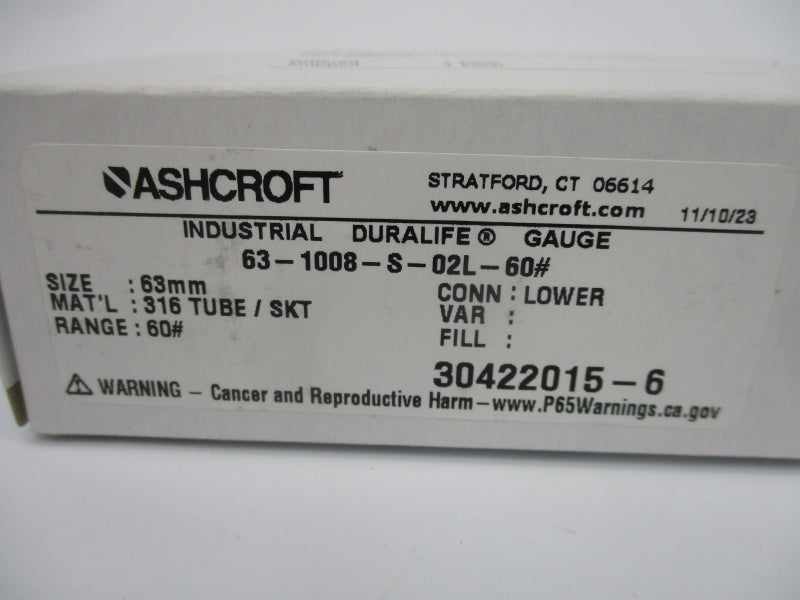 ASHCROFT STRATFORD, CT 06614
www.ashcroft.com 11/10/23
INDUSTRIAL DURALIFE® GAUGE
63-1008-S-02L-60#
SIZE : 63mm CONN : LOWER
MAT'L : 316 TUBE / SKT VAR :
RANGE : 60# FILL :
30422015-6
⚠ WARNING - Cancer and Reproductive Harm-www.P65Warnings.ca.gov